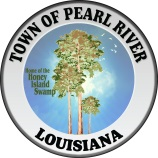 TOWN OF PEARL RIVER
Home of the
Honey
Island
Swamp
LOUISIANA